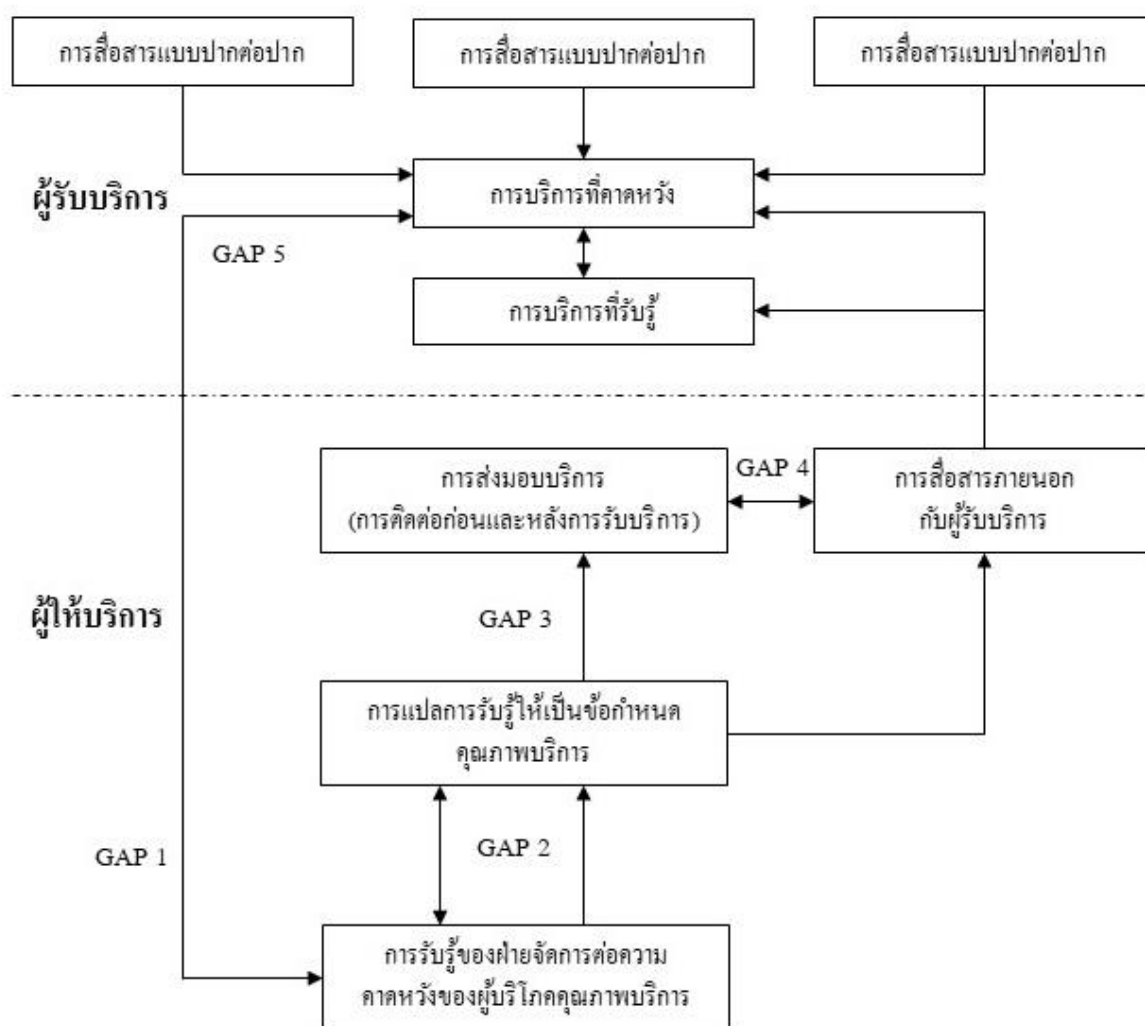 การสื่อสารแบบปากต่อปาก
การสื่อสารแบบปากต่อปาก
การสื่อสารแบบปากต่อปาก
ผู้รับบริการ
การบริการที่คาดหวัง
GAP 5
การบริการที่รับรู้
การส่งมอบบริการ
(การติดต่อก่อนและหลังการรับบริการ)
GAP 4
การสื่อสารภายนอก
กับผู้รับบริการ
ผู้ให้บริการ
GAP 3
การแปลการรับรู้ให้เป็นข้อกำหนด
คุณภาพบริการ
GAP 1
GAP 2
การรับรู้ของฝ่ายจัดการต่อความ
คาดหวังของผู้บริโภคคุณภาพบริการ